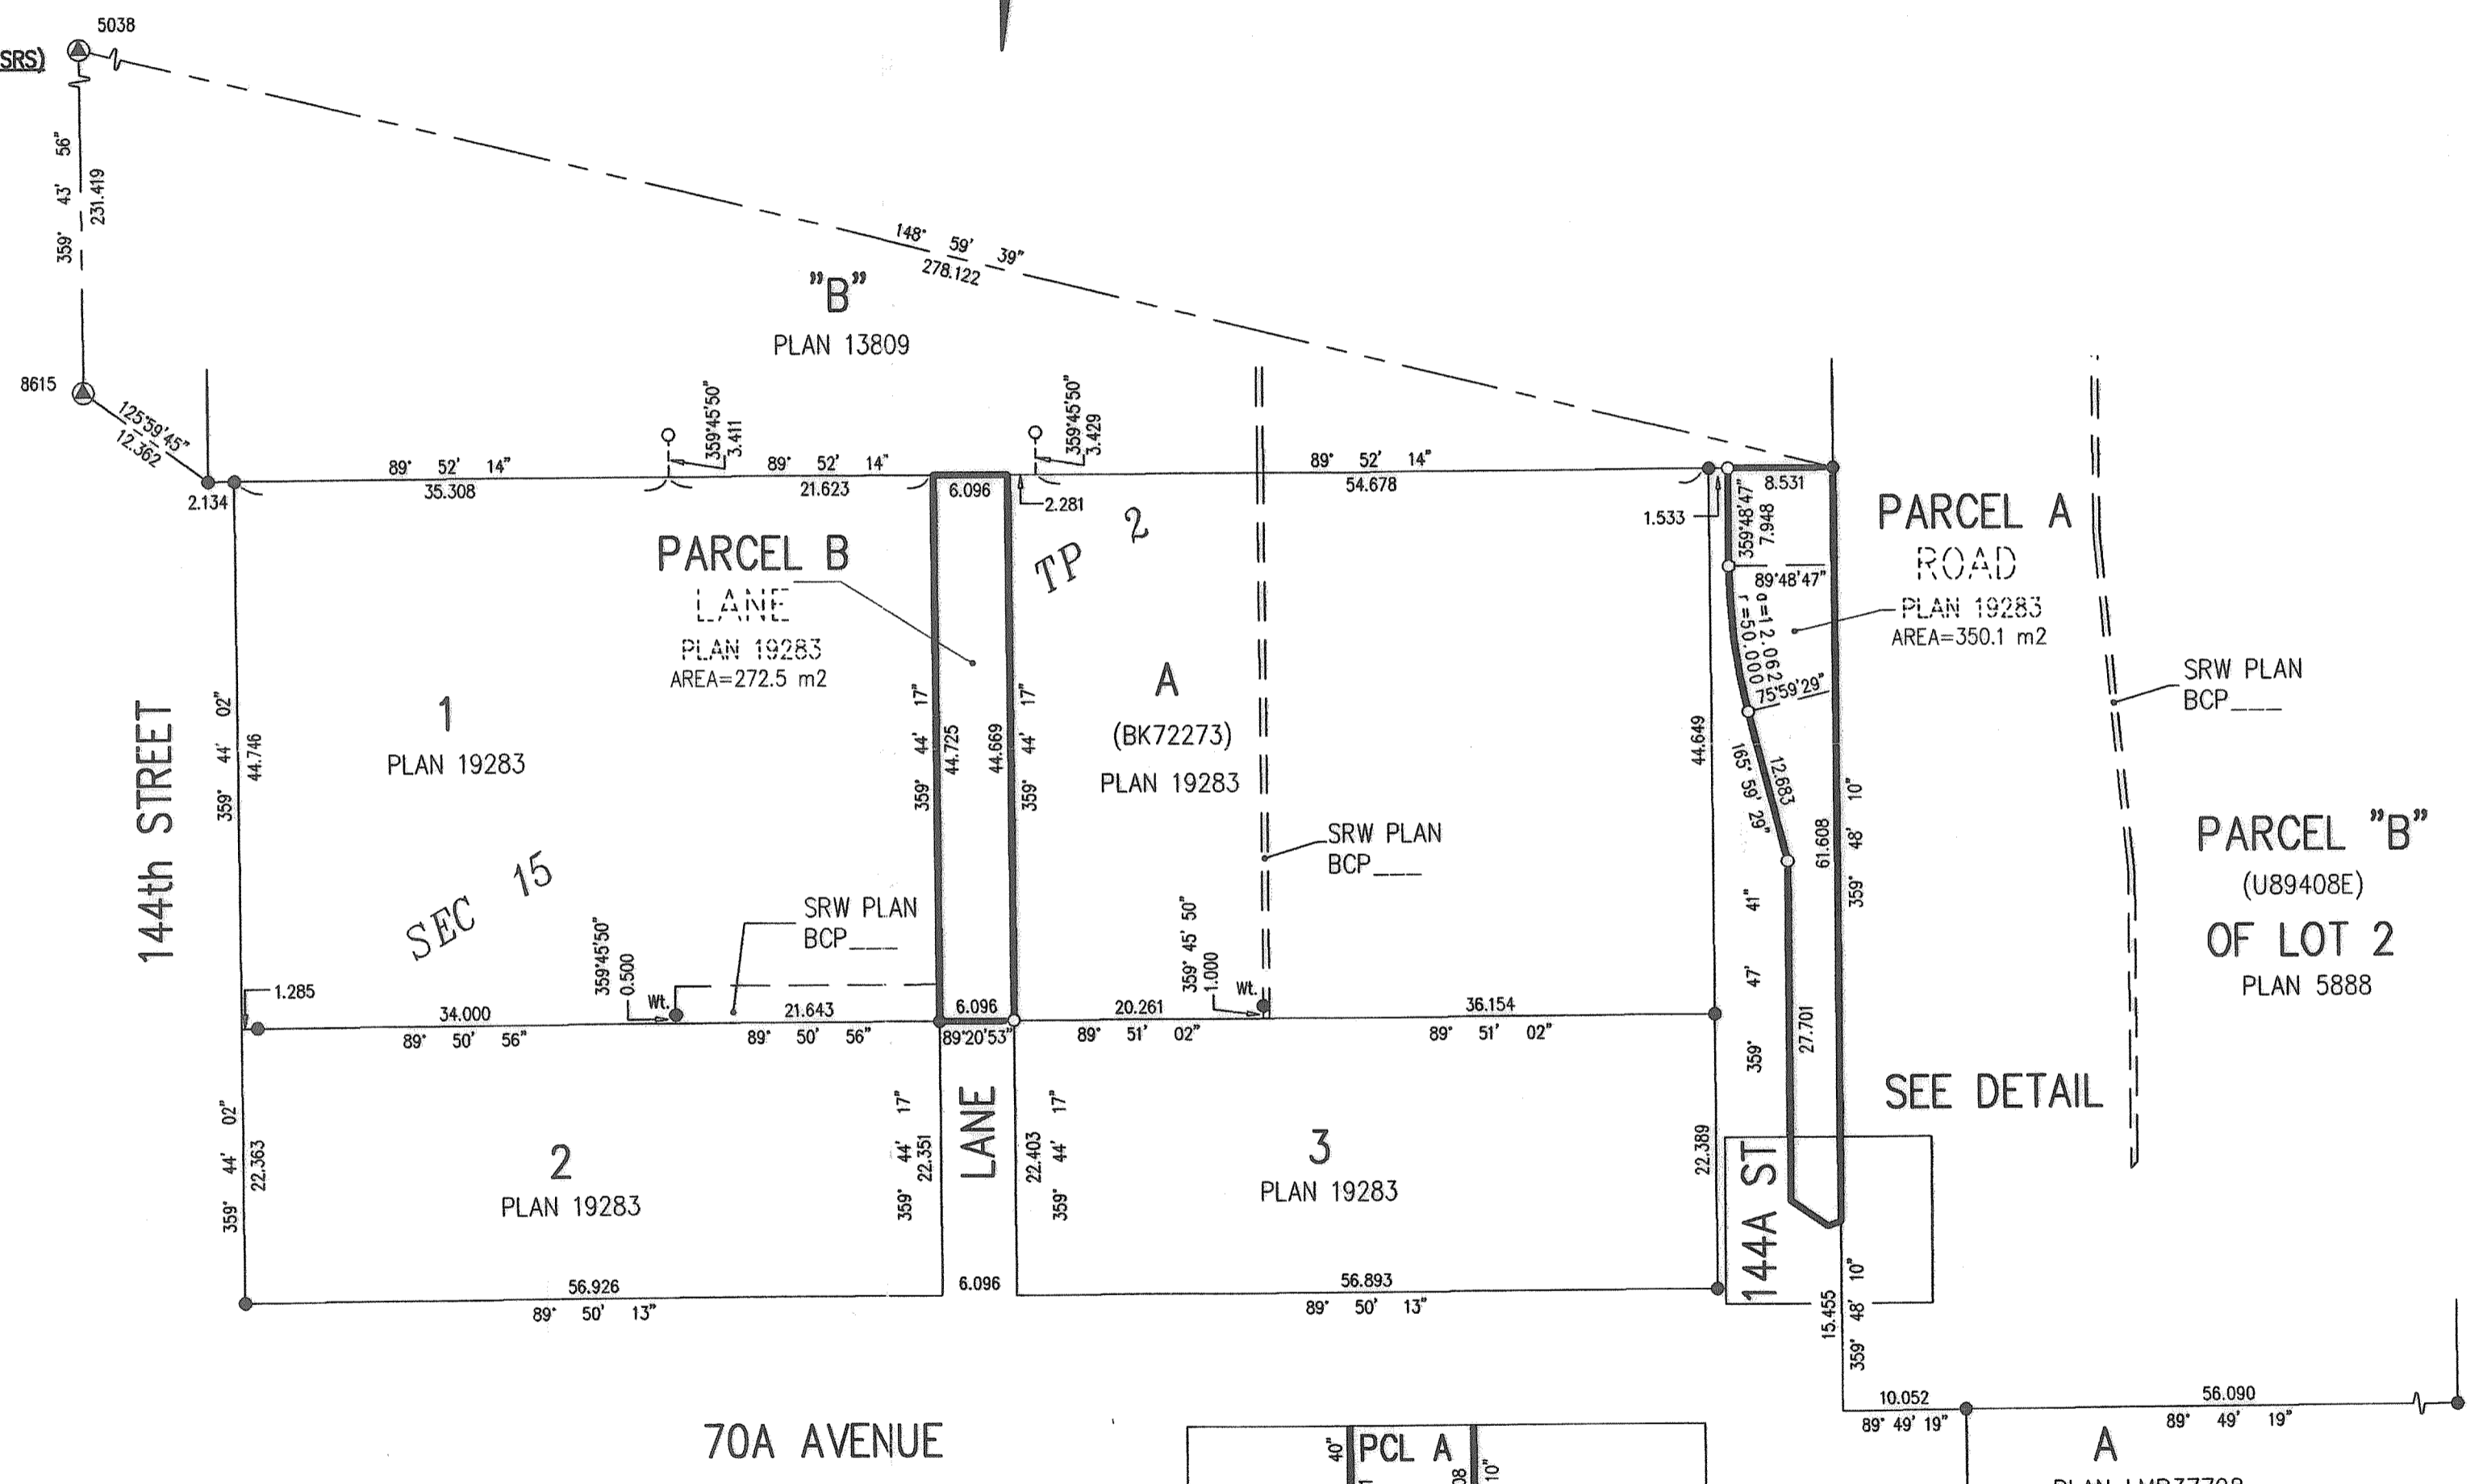 5038
SRS)
359° 43' 56"
231.419
148° 59' 39"
278.122
"B"
PLAN 13809
8615
125°59'45"
12.362
359°45'50"
3.411
359°45'50"
3.429
89° 52' 14"
89° 52' 14"
89° 52' 14"
2.134
35.308
21.623
6.096
2.281
54.678
1.533
8.531
359°48'47"
7.948
89°48'47"
a=12.062
r=50.000
75°59'29"
PARCEL A
ROAD
PLAN 19283
AREA=350.1 m2
PARCEL B
LANE
PLAN 19283
AREA=272.5 m2
TP 2
SRW PLAN
BCP___
144th STREET
359° 44' 02"
44.746
1
PLAN 19283
359° 44' 17"
44.725
44.669
359° 44' 17"
A
(BK72273)
PLAN 19283
44.649
165° 59' 29"
12.683
61.608
359° 48' 10"
PARCEL "B"
(U89408E)
OF LOT 2
PLAN 5888
SEC 15
SRW PLAN
BCP___
SRW PLAN
BCP___
359°45'50"
0.500
Wt.
359° 45' 50"
1.000
Wt.
359° 47' 41"
27.701
1.285
34.000
21.643
6.096
20.261
36.154
89° 50' 56"
89° 50' 56"
89°20'53"
89° 51' 02"
89° 51' 02"
SEE DETAIL
359° 44' 02"
22.363
2
PLAN 19283
359° 44' 17"
22.351
LANE
22.403
359° 44' 17"
3
PLAN 19283
22.389
144A ST
56.926
6.096
56.893
89° 50' 13"
89° 50' 13"
15.455
359° 48' 10"
10.052
56.090
89° 49' 19"
89° 49' 19"
70A AVENUE
40"
PCL A
10"
A